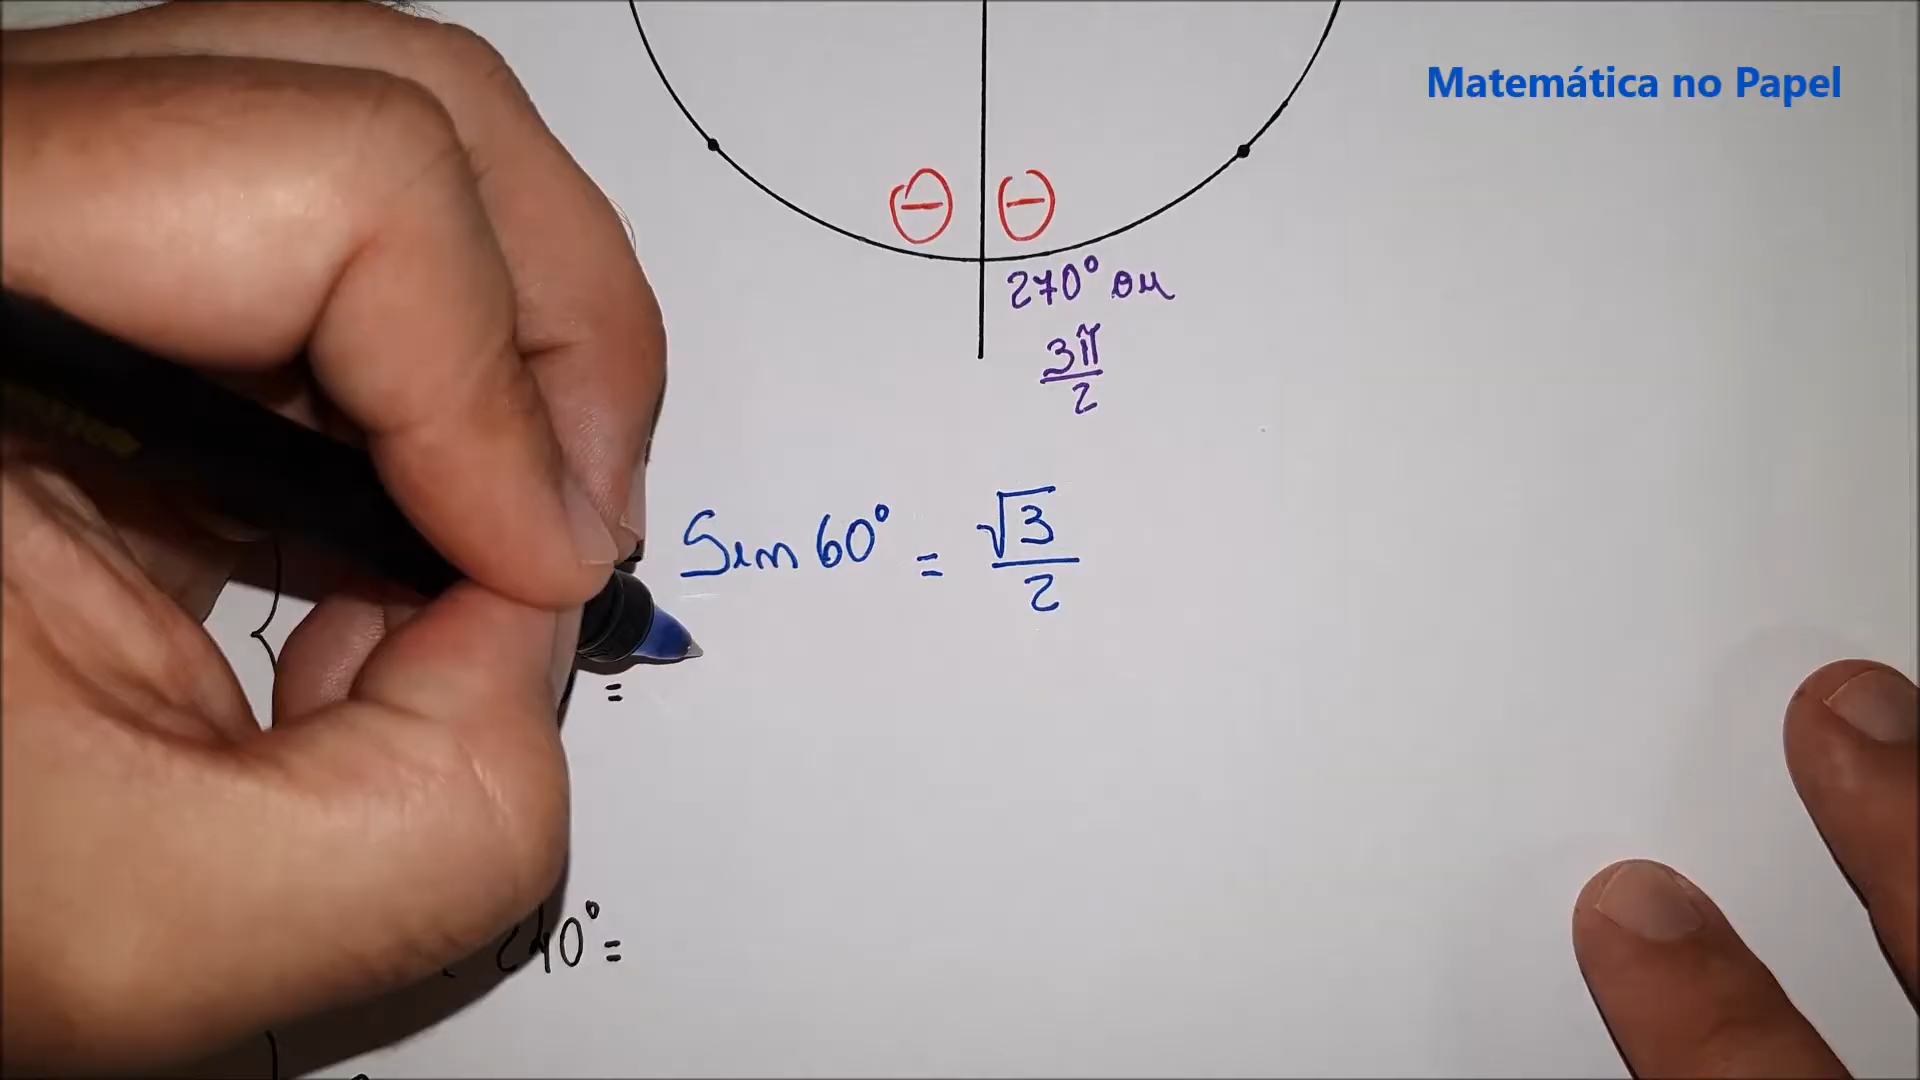 Matemática no Papel
⊖ ⊖
270° ou
3π/2
Sen 60° = √3/2
=
240° =